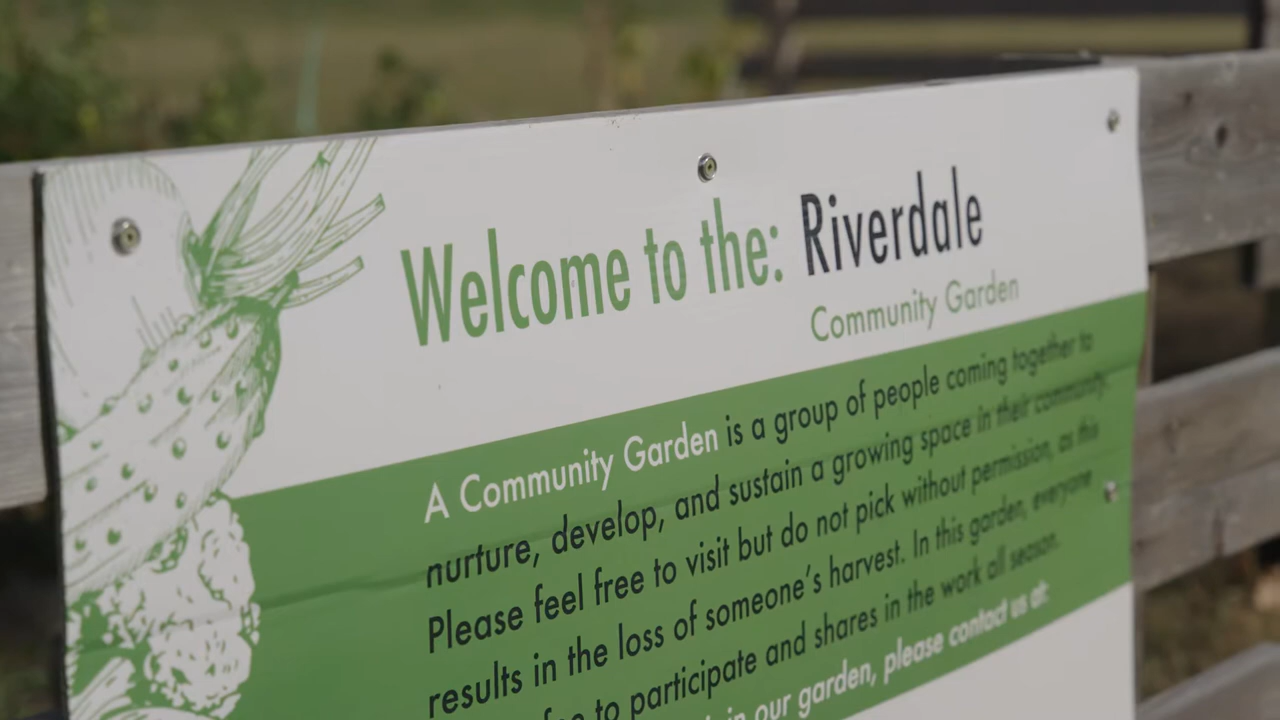 Welcome to the: Riverdale
Community Garden
A Community Garden is a group of people coming together to
nurture, develop, and sustain a growing space in their community.
Please feel free to visit but do not pick without permission, as this
results in the loss of someone's harvest. In this garden, everyone
to participate and shares in the work all season.
in our garden, please contact us at: